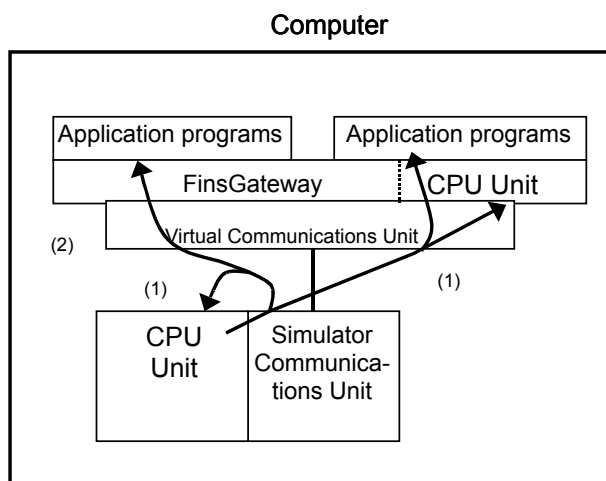 Computer
Application programs
Application programs
FinsGateway
CPU Unit
Virtual Communications Unit
(2)
(1)
(1)
CPU
Unit
Simulator
Communica-
tions Unit